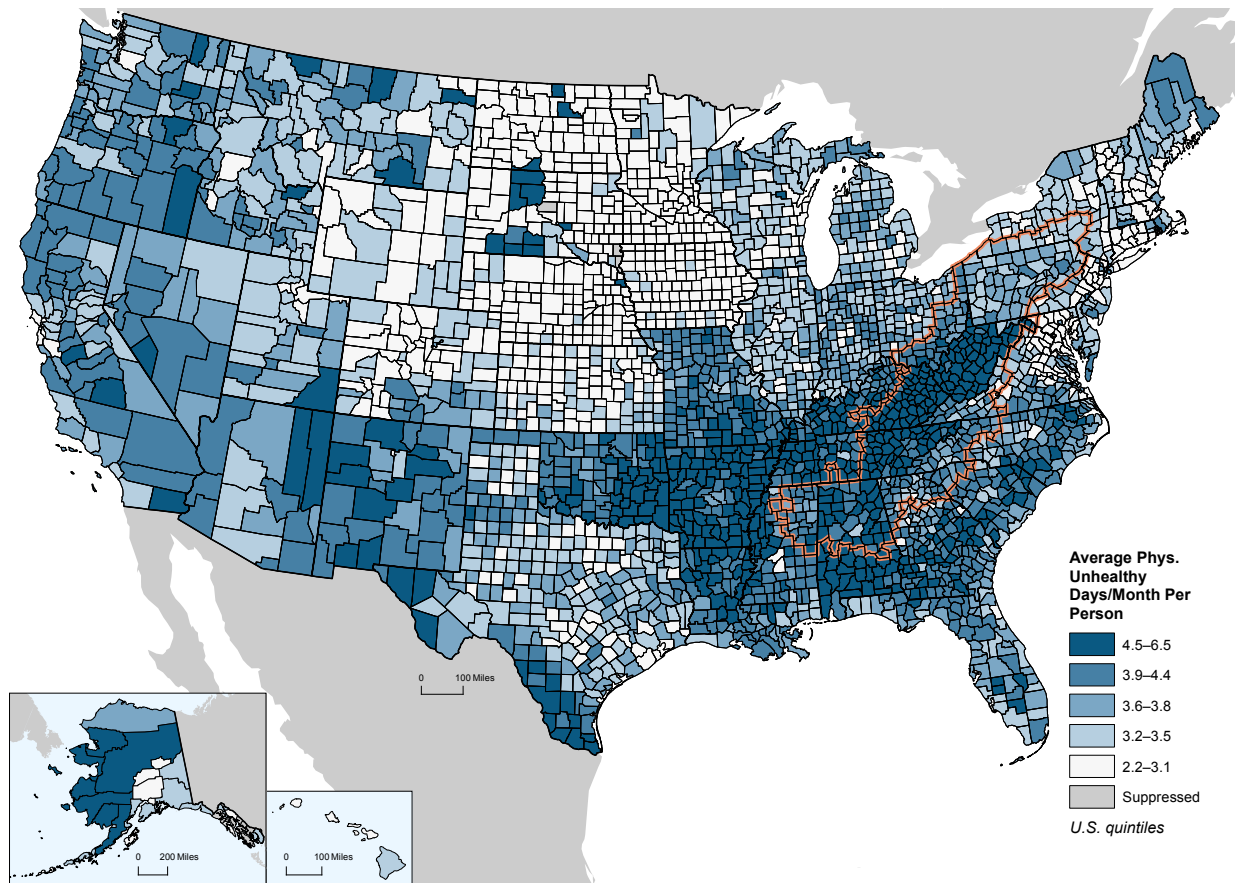 Average Phys.
Unhealthy
Days/Month Per
Person
4.5–6.5
3.9–4.4
3.6–3.8
3.2–3.5
2.2–3.1
Suppressed
U.S. quintiles
0 100 Miles
0 200 Miles
0 100 Miles